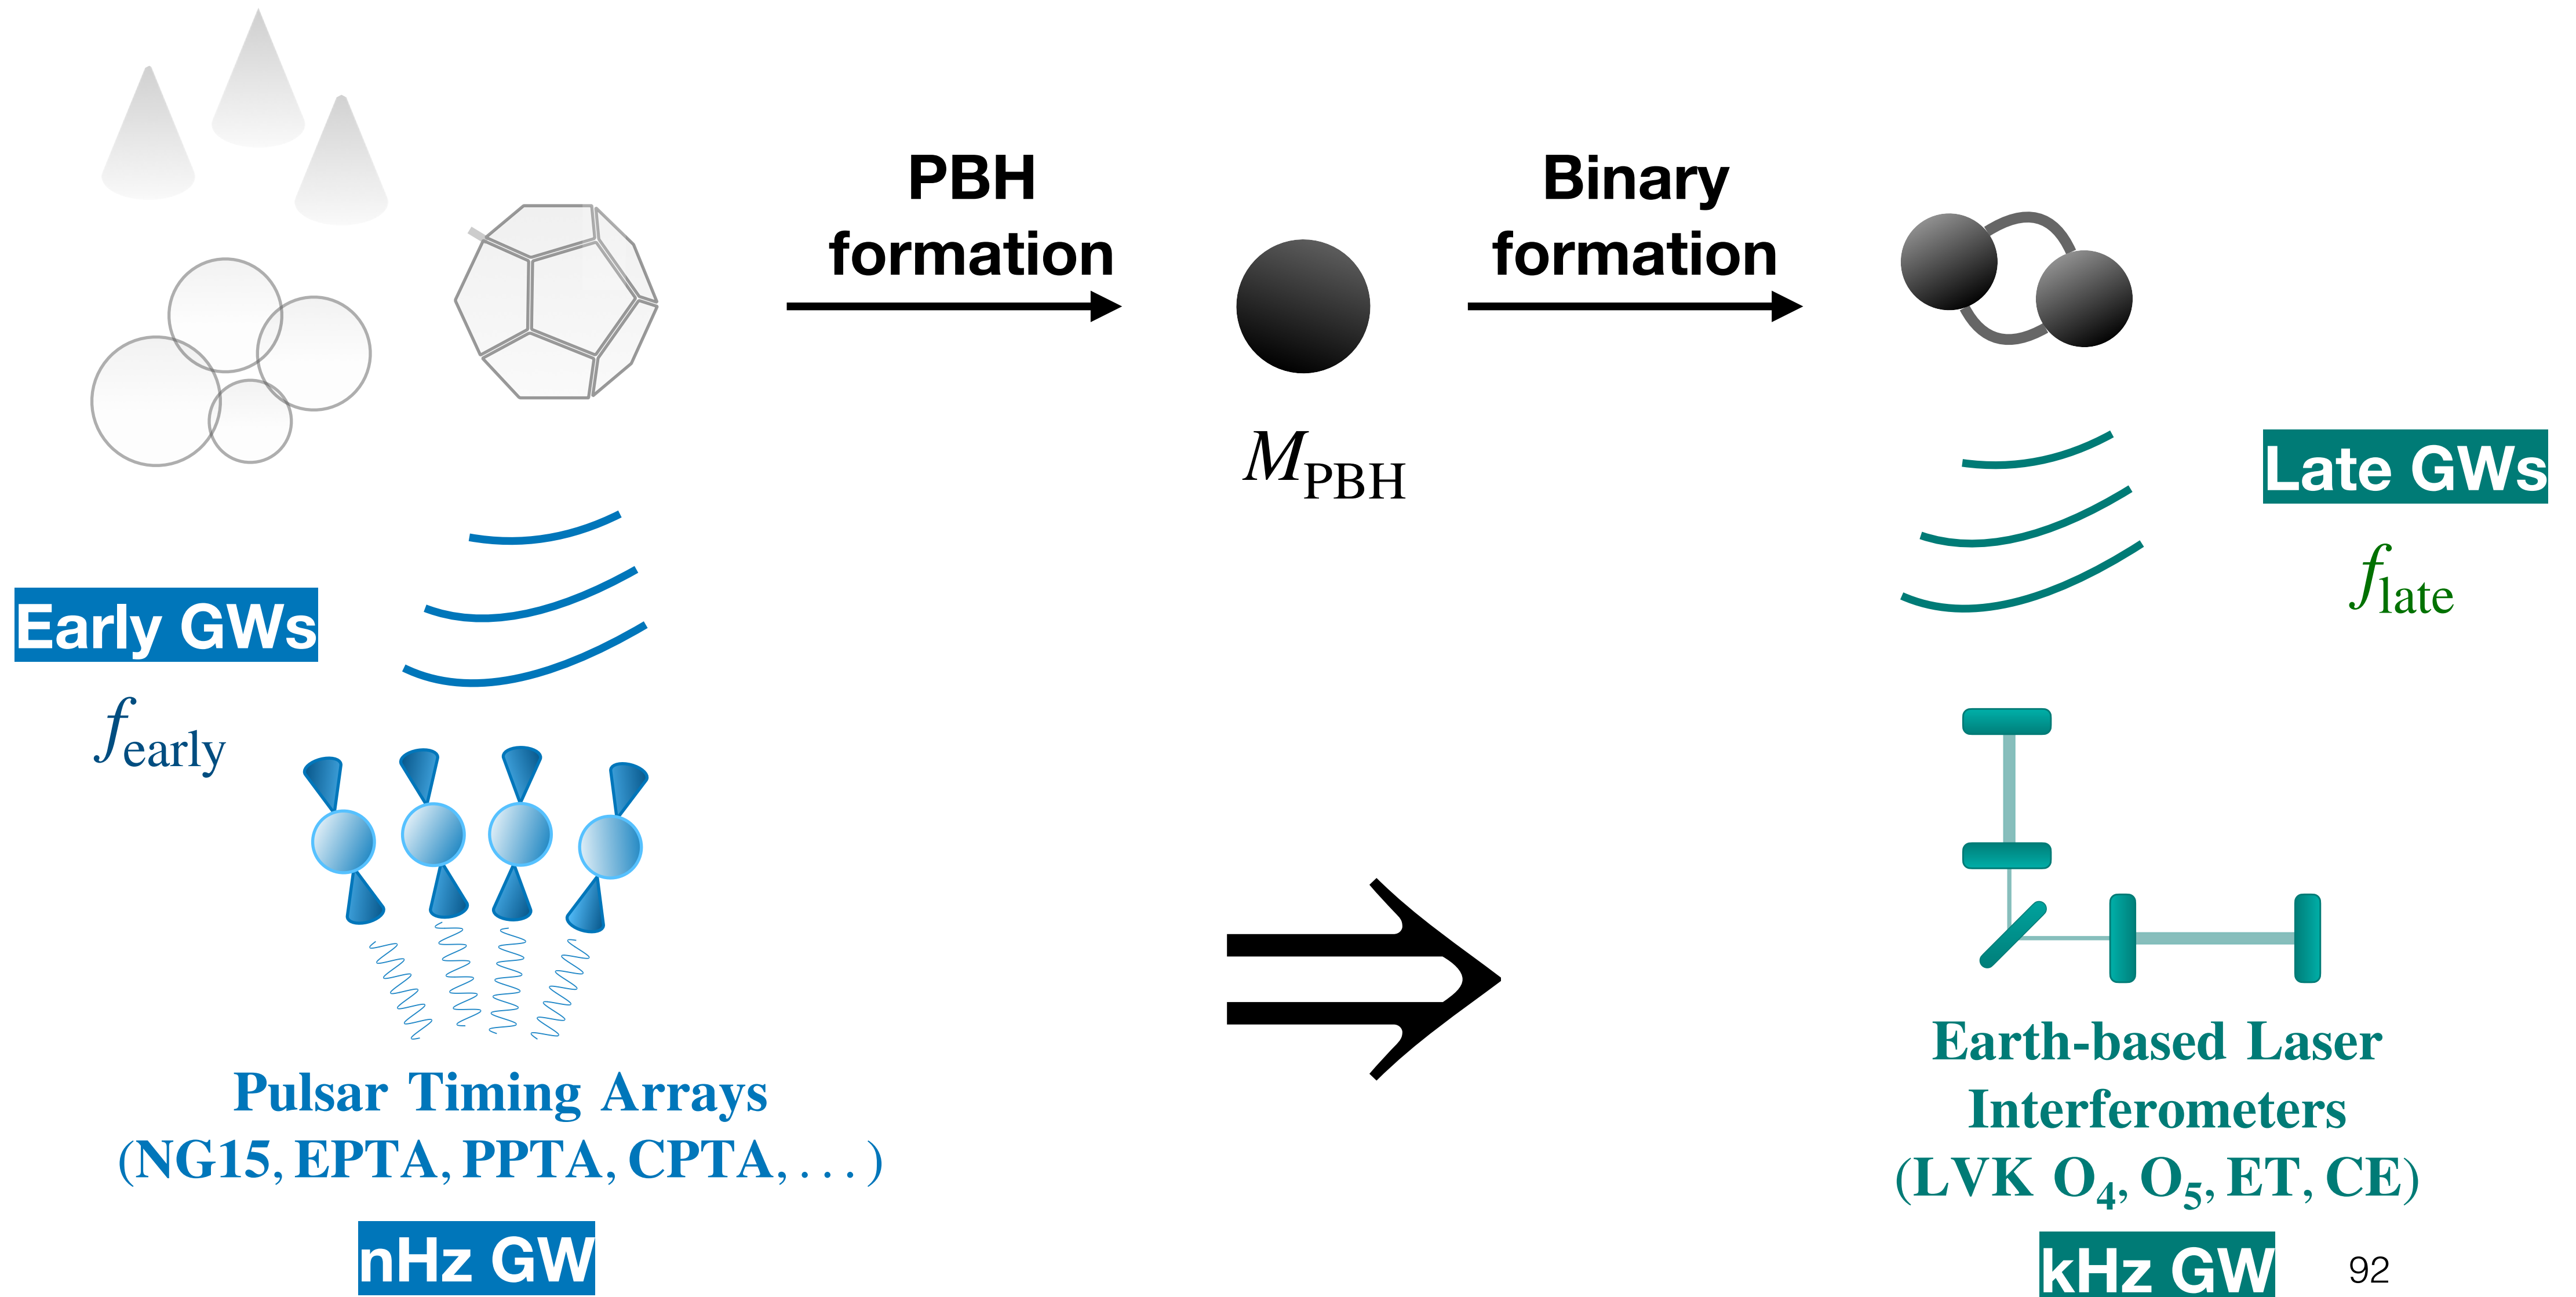 PBH
formation
Binary
formation
M_PBH
Early GWs
f_early
Late GWs
f_late
Pulsar Timing Arrays
(NG15, EPTA, PPTA, CPTA, . . . )
nHz GW
Earth-based Laser
Interferometers
(LVK O₄, O₅, ET, CE)
kHz GW
92